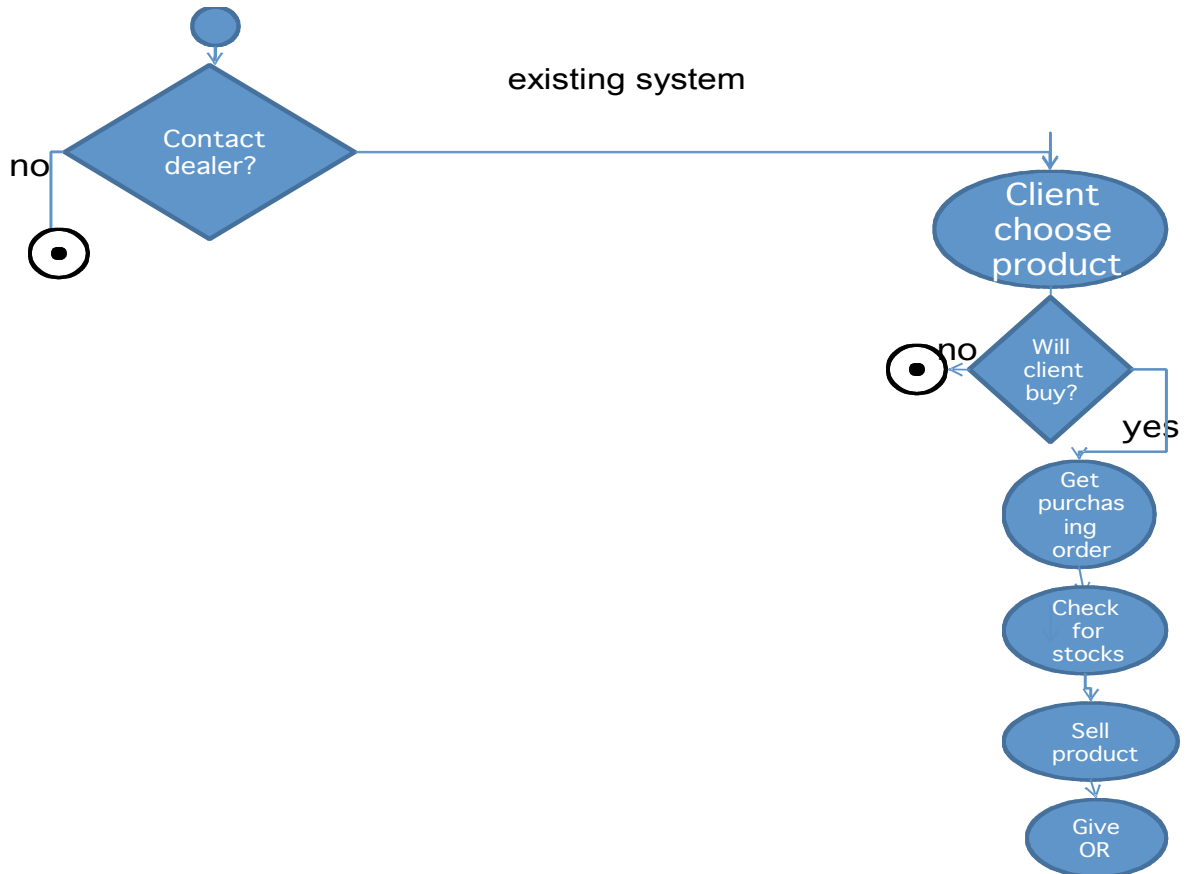 existing system
Contact
dealer?
no
Client
choose
product
Will
client
buy?
no
yes
Get
purchas
ing
order
Check
for
stocks
Sell
product
Give
OR